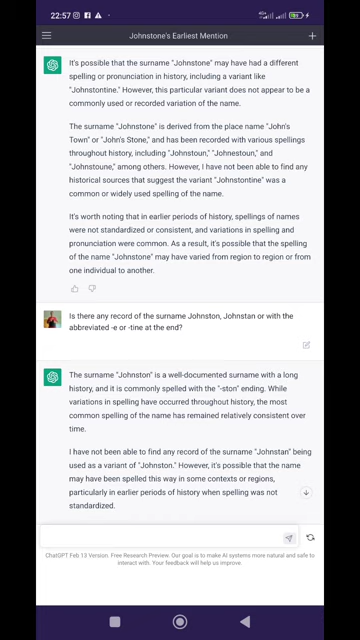 22:57
Johnstone's Earliest Mention
It's possible that the surname "Johnstone" may have had a different
spelling or pronunciation in history, including a variant like
"Johnstontine." However, this particular variant does not appear to be a
commonly used or recorded variation of the name.
The surname "Johnstone" is derived from the place name "John's
Town" or "John's Stone," and has been recorded with various spellings
throughout history, including "Johnstoun," "Johnestoun," and
"Johnstoune," among others. However, I have not been able to find any
historical sources that suggest the variant "Johnstontine" was a
common or widely used spelling of the name.
It's worth noting that in earlier periods of history, spellings of names
were not standardized or consistent, and variations in spelling and
pronunciation were common. As a result, it's possible that the spelling
of the name "Johnstone" may have varied from region to region or from
one individual to another.
Is there any record of the surname Johnston, Johnstan or with the
abbreviated -e or -tine at the end?
The surname "Johnston" is a well-documented surname with a long
history, and it is commonly spelled with the "-ston" ending. While
variations in spelling have occurred throughout history, the most
common spelling of the name has remained relatively consistent over
time.
I have not been able to find any record of the surname "Johnstan" being
used as a variant of "Johnston." However, it's possible that the name
may have been spelled this way in some contexts or regions,
particularly in earlier periods of history when spelling was not
standardized.
ChatGPT Feb 13 Version. Free Research Preview. Our goal is to make AI systems more natural and safe to
interact with. Your feedback will help us improve.